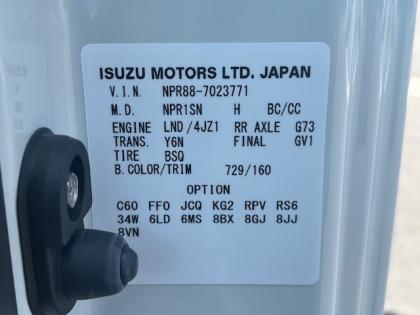 ISUZU MOTORS LTD. JAPAN
V.I.N. NPR88-7023771
M.D. NPR1SN H BC/CC
ENGINE LND/4JZ1 RR AXLE G73
TRANS. Y6N FINAL GV1
TIRE BSQ
B.COLOR/TRIM 729/160
OPTION
C60 FF0 JCQ KG2 RPV RS6
34W 6LD 6MS 8BX 8GJ 8JJ
8VN